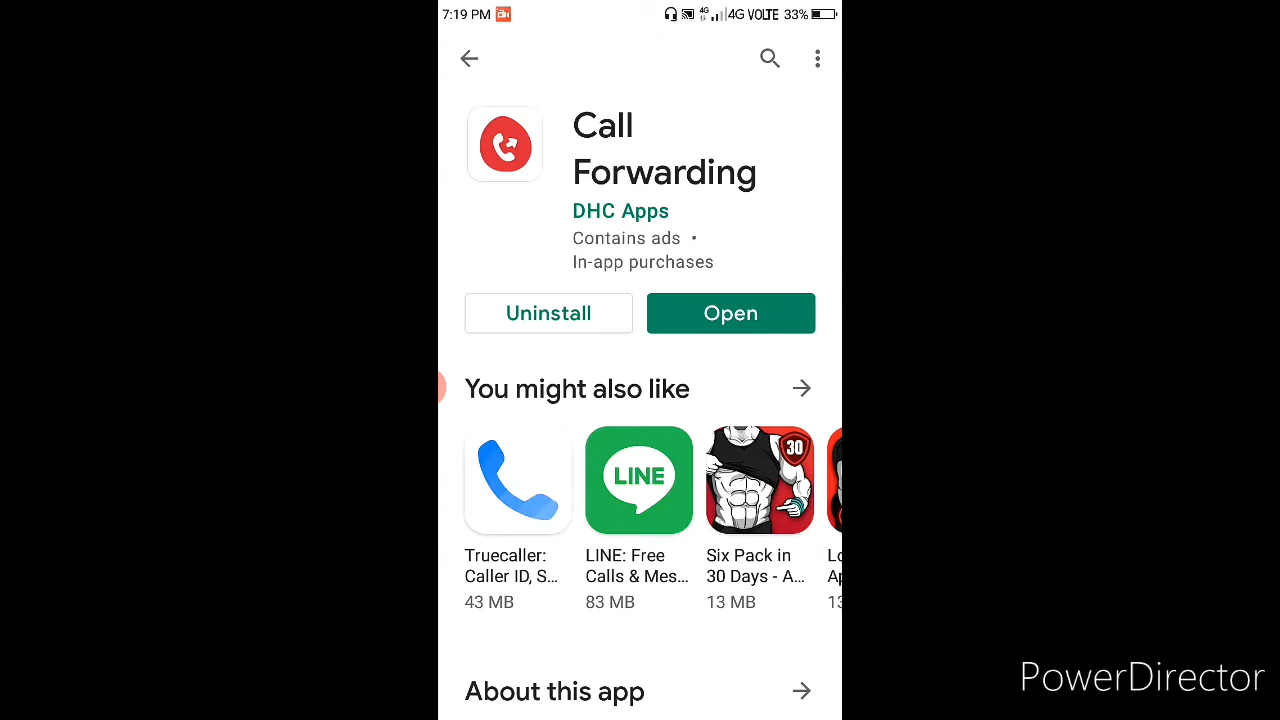 7:19 PM
4G 4G VOLTE 33%
Call
Forwarding
DHC Apps
Contains ads •
In-app purchases
Uninstall
Open
You might also like
LINE
30
Truecaller:
Caller ID, S...
43 MB
LINE: Free
Calls & Mes...
83 MB
Six Pack in
30 Days - A...
13 MB
About this app
PowerDirector